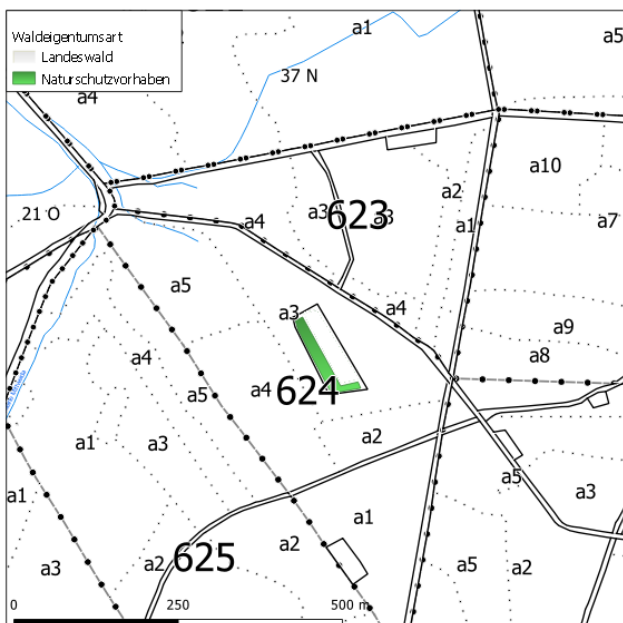 Waldeigentumsart
Landeswald
Naturschutzvorhaben
a1
a5
a4
37 N
a10
a2
a3
623
a3
21 O
a4
a1
a7
a5
a4
a3
a9
a8
a4
a5
a4
624
a1
a3
a2
a5
a3
a1
a1
a2
a3
a2
625
a5
a2
0
250
500 m